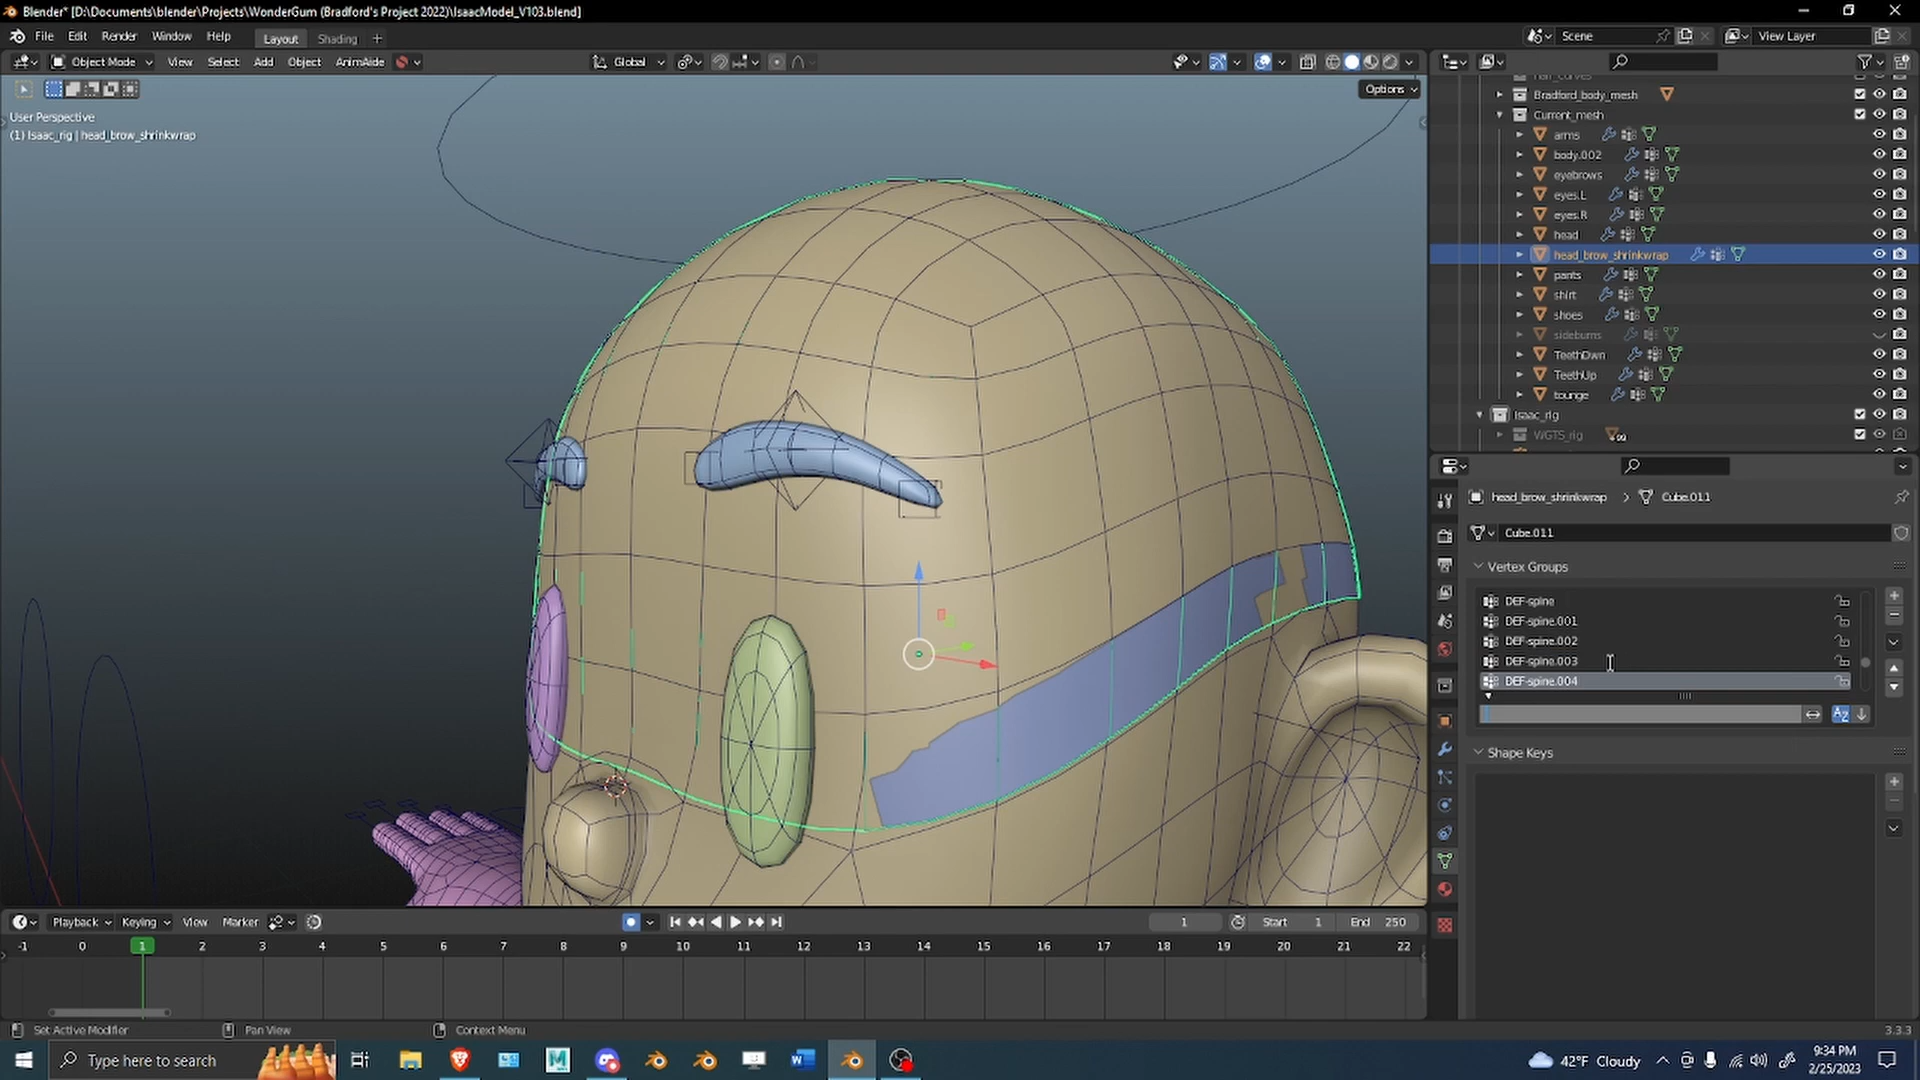 Blender* [D:\Documents\blender\Projects\WonderGum (Bradford's Project 2022)\IsaacModel_V103.blend]
File Edit Render Window Help Layout Shading +
Scene
View Layer
Object Mode View Select Add Object AnimAide Global
Options
User Perspective
(1) Isaac_rig | head_brow_shrinkwrap
Bradford_body_mesh
Current_mesh
arms
body.002
eyebrows
eyes.L
eyes.R
head
head_brow_shrinkwrap
pants
shirt
shoes
sideburns
TeethDwn
TeethUp
tounge
Isaac_rig
WGTS_rig
head_brow_shrinkwrap > Cube.011
Cube.011
Vertex Groups
DEF-spine
DEF-spine.001
DEF-spine.002
DEF-spine.003
DEF-spine.004
Shape Keys
Playback Keying View Marker
1 Start 1 End 250
-1 0 1 2 3 4 5 6 7 8 9 10 11 12 13 14 15 16 17 18 19 20 21 22
Set Active Modifier Pan View Context Menu
3.3.3
Type here to search
42°F Cloudy
9:34 PM
2/25/2023